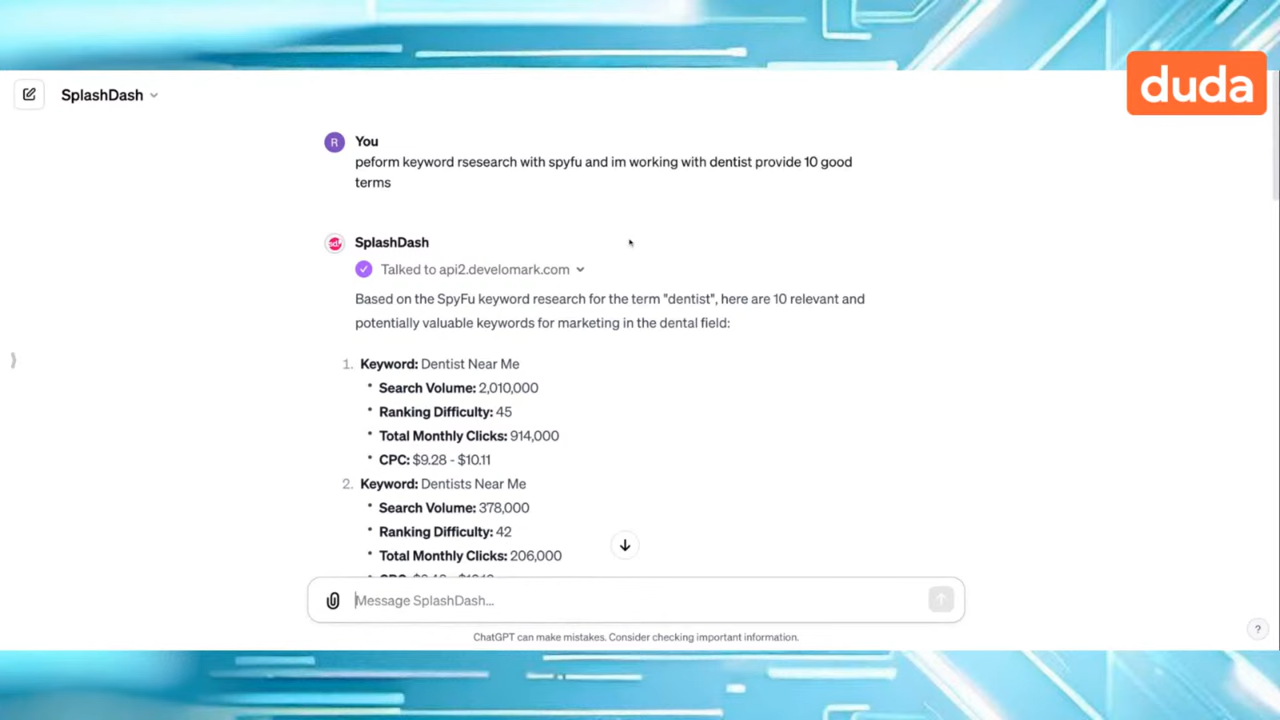 duda
SplashDash
R
You
peform keyword rsesearch with spyfu and im working with dentist provide 10 good
terms
sd
SplashDash
Talked to api2.develomark.com
Based on the SpyFu keyword research for the term "dentist", here are 10 relevant and
potentially valuable keywords for marketing in the dental field:
1. Keyword: Dentist Near Me
• Search Volume: 2,010,000
• Ranking Difficulty: 45
• Total Monthly Clicks: 914,000
• CPC: $9.28 - $10.11
2. Keyword: Dentists Near Me
• Search Volume: 378,000
• Ranking Difficulty: 42
• Total Monthly Clicks: 206,000
Message SplashDash...
ChatGPT can make mistakes. Consider checking important information.
?